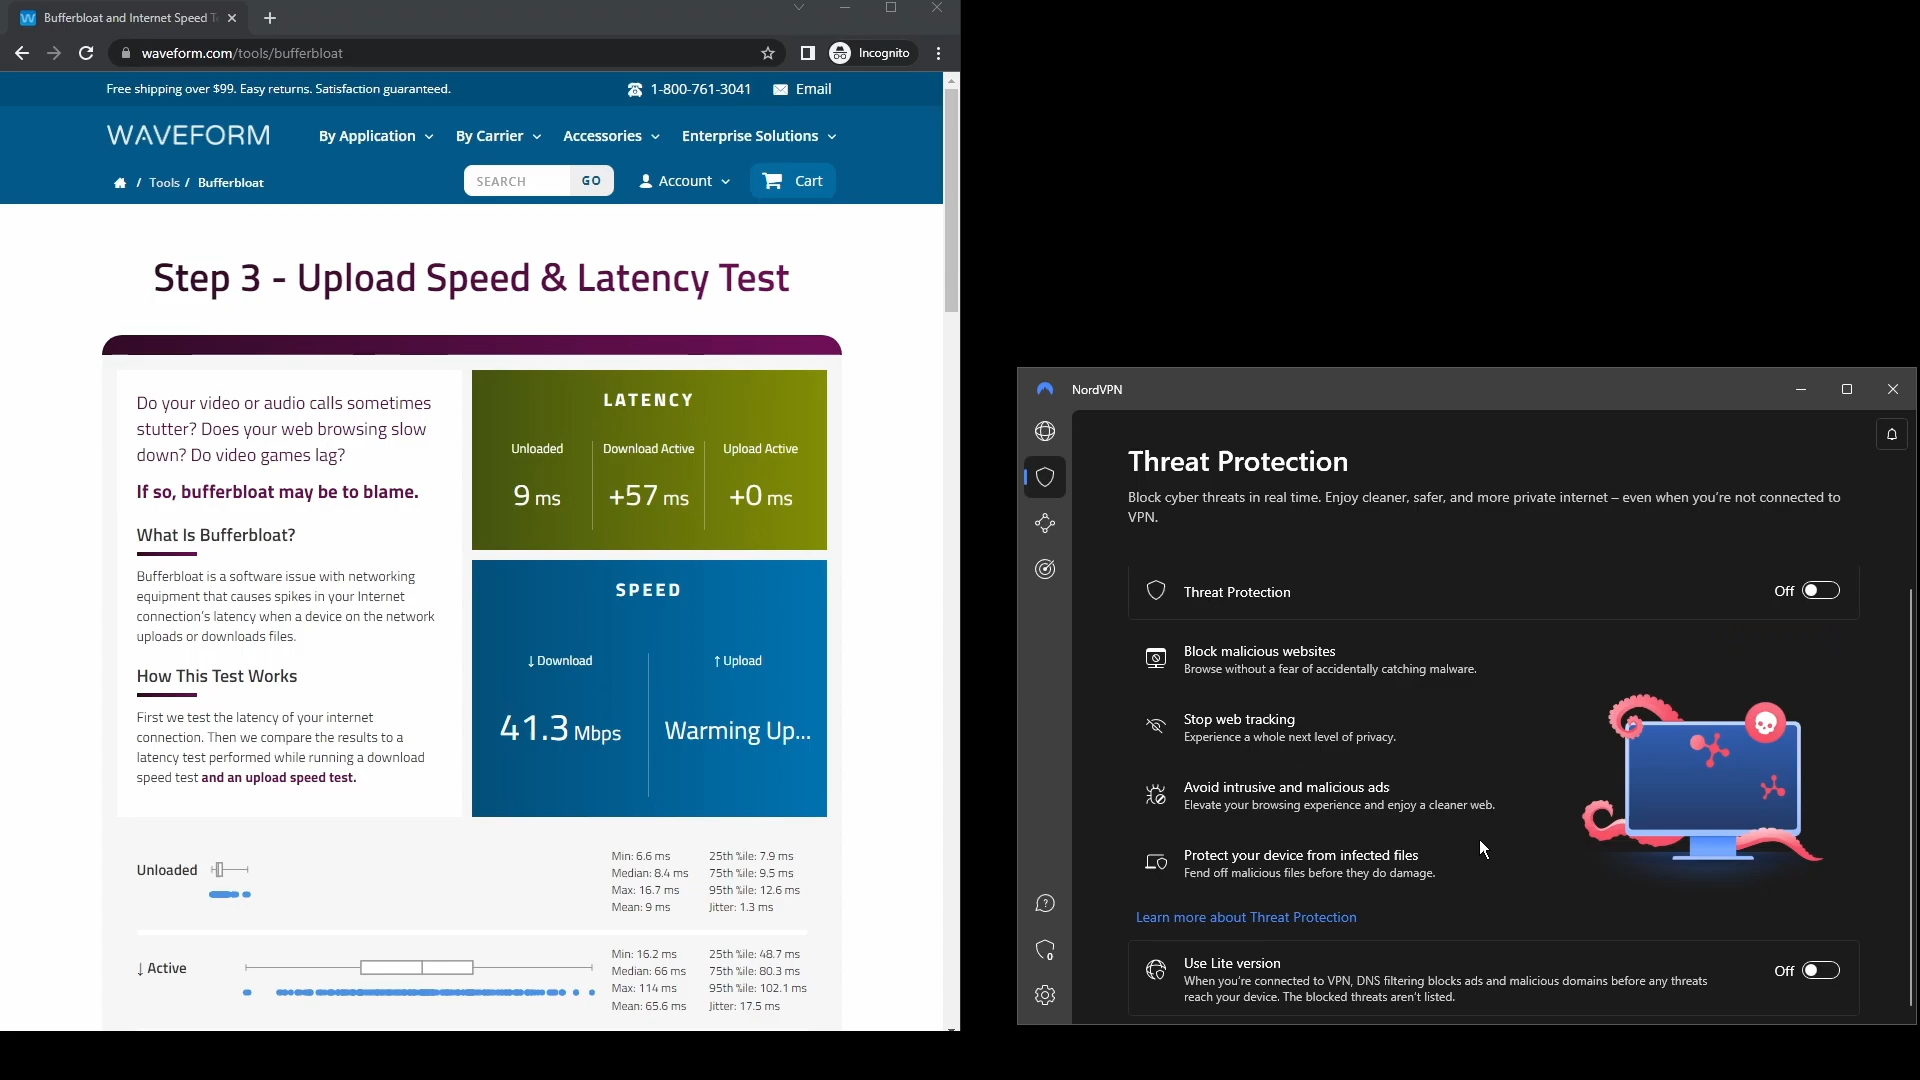 Bufferbloat and Internet Speed T
waveform.com/tools/bufferbloat
Incognito
Free shipping over $99. Easy returns. Satisfaction guaranteed.
1-800-761-3041
Email
WAVEFORM
By Application
By Carrier
Accessories
Enterprise Solutions
/ Tools / Bufferbloat
SEARCH
GO
Account
Cart
Step 3 - Upload Speed & Latency Test
Do your video or audio calls sometimes
stutter? Does your web browsing slow
down? Do video games lag?
If so, bufferbloat may be to blame.
What Is Bufferbloat?
Bufferbloat is a software issue with networking
equipment that causes spikes in your Internet
connection's latency when a device on the network
uploads or downloads files.
How This Test Works
First we test the latency of your internet
connection. Then we compare the results to a
latency test performed while running a download
speed test and an upload speed test.
LATENCY
Unloaded
Download Active
Upload Active
9 ms
+57 ms
+0 ms
SPEED
↓ Download
↑ Upload
41.3 Mbps
Warming Up...
Unloaded
Min: 6.6 ms
25th %ile: 7.9 ms
Median: 8.4 ms
75th %ile: 9.5 ms
Max: 16.7 ms
95th %ile: 12.6 ms
Mean: 9 ms
Jitter: 1.3 ms
↓ Active
Min: 16.2 ms
25th %ile: 48.7 ms
Median: 66 ms
75th %ile: 80.3 ms
Max: 114 ms
95th %ile: 102.1 ms
Mean: 65.6 ms
Jitter: 17.5 ms
NordVPN
Threat Protection
Block cyber threats in real time. Enjoy cleaner, safer, and more private internet – even when you're not connected to
VPN.
Threat Protection
Off
Block malicious websites
Browse without a fear of accidentally catching malware.
Stop web tracking
Experience a whole next level of privacy.
Avoid intrusive and malicious ads
Elevate your browsing experience and enjoy a cleaner web.
Protect your device from infected files
Fend off malicious files before they do damage.
Learn more about Threat Protection
Use Lite version
When you're connected to VPN, DNS filtering blocks ads and malicious domains before any threats
reach your device. The blocked threats aren't listed.
Off